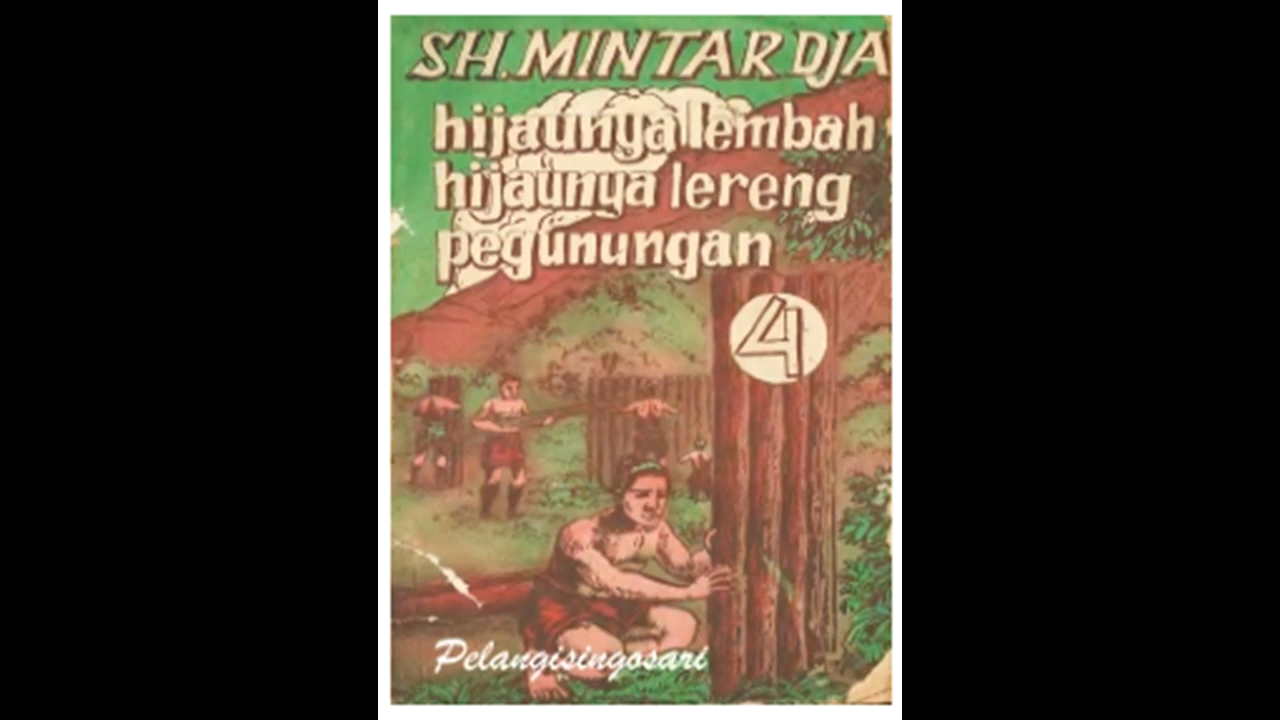 SH. MINTARDJA
hijaunya lembah
hijaunya lereng
pegunungan
4
Pelangisingosari